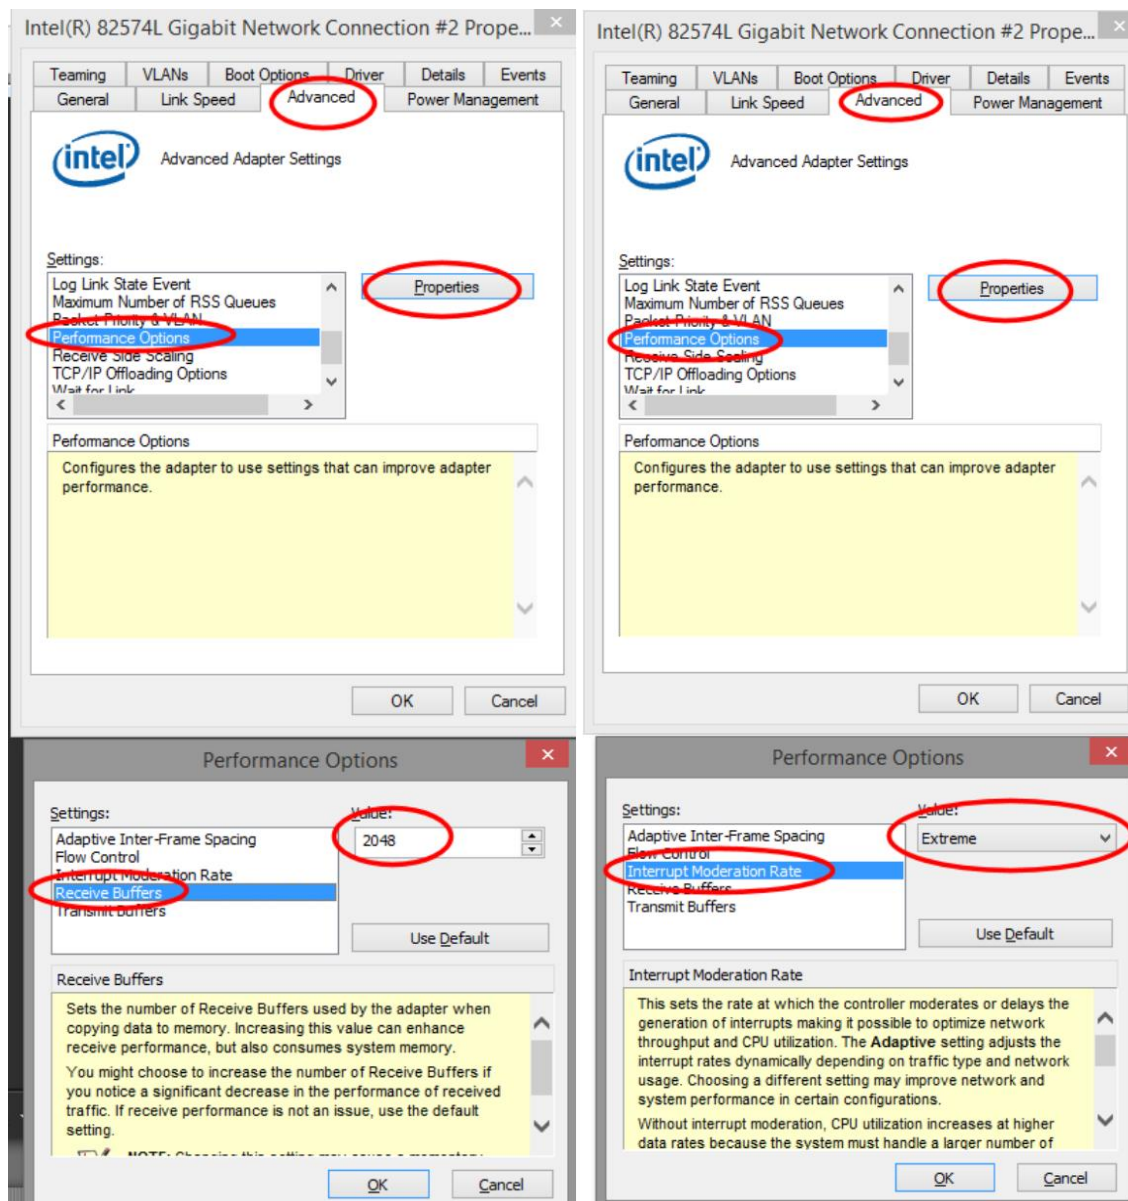 Intel(R) 82574L Gigabit Network Connection #2 Prope...
Teaming VLANs Boot Options Driver Details Events
General Link Speed Advanced Power Management
intel
Advanced Adapter Settings
Settings:
Log Link State Event
Maximum Number of RSS Queues
Packet Priority & VLAN
Performance Options
Receive Side Scaling
TCP/IP Offloading Options
Wait for Link
Properties
Performance Options
Configures the adapter to use settings that can improve adapter
performance.
OK Cancel
Intel(R) 82574L Gigabit Network Connection #2 Prope...
Teaming VLANs Boot Options Driver Details Events
General Link Speed Advanced Power Management
intel
Advanced Adapter Settings
Settings:
Log Link State Event
Maximum Number of RSS Queues
Packet Priority & VLAN
Performance Options
Receive Side Scaling
TCP/IP Offloading Options
Wait for Link
Properties
Performance Options
Configures the adapter to use settings that can improve adapter
performance.
OK Cancel
Performance Options
Settings:
Adaptive Inter-Frame Spacing
Flow Control
Interrupt Moderation Rate
Receive Buffers
Transmit Buffers
Value:
2048
Use Default
Receive Buffers
Sets the number of Receive Buffers used by the adapter when
copying data to memory. Increasing this value can enhance
receive performance, but also consumes system memory.
You might choose to increase the number of Receive Buffers if
you notice a significant decrease in the performance of received
traffic. If receive performance is not an issue, use the default
setting.
NOTE: Changing this setting may cause a momentary
OK Cancel
Performance Options
Settings:
Adaptive Inter-Frame Spacing
Flow Control
Interrupt Moderation Rate
Receive Buffers
Transmit Buffers
Value:
Extreme
Use Default
Interrupt Moderation Rate
This sets the rate at which the controller moderates or delays the
generation of interrupts making it possible to optimize network
throughput and CPU utilization. The Adaptive setting adjusts the
interrupt rates dynamically depending on traffic type and network
usage. Choosing a different setting may improve network and
system performance in certain configurations.
Without interrupt moderation, CPU utilization increases at higher
data rates because the system must handle a larger number of
OK Cancel